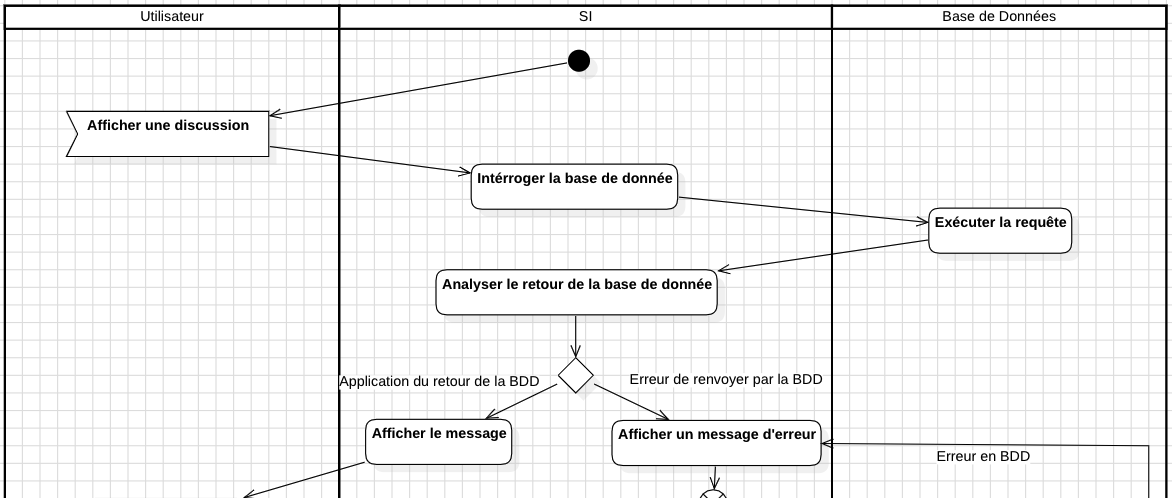 Utilisateur
SI
Base de Données
Afficher une discussion
Intérroger la base de donnée
Exécuter la requête
Analyser le retour de la base de donnée
Application du retour de la BDD
Erreur de renvoyer par la BDD
Afficher le message
Afficher un message d'erreur
Erreur en BDD